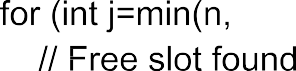 for (int j=min(n,
// Free slot found